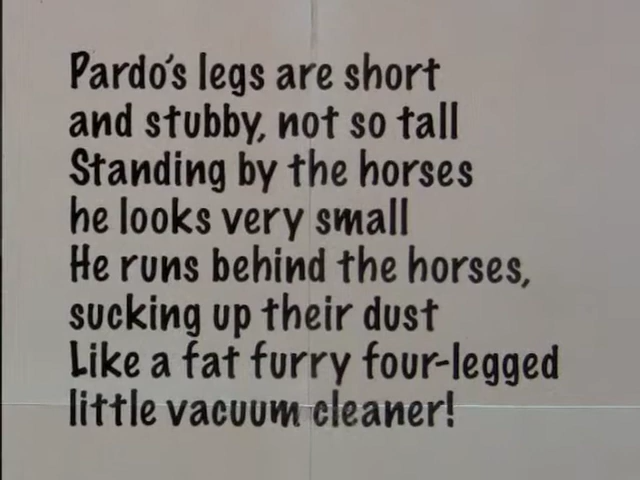 Pardo's legs are short
and stubby, not so tall
Standing by the horses
he looks very small
He runs behind the horses,
sucking up their dust
Like a fat furry four-legged
little vacuum cleaner!